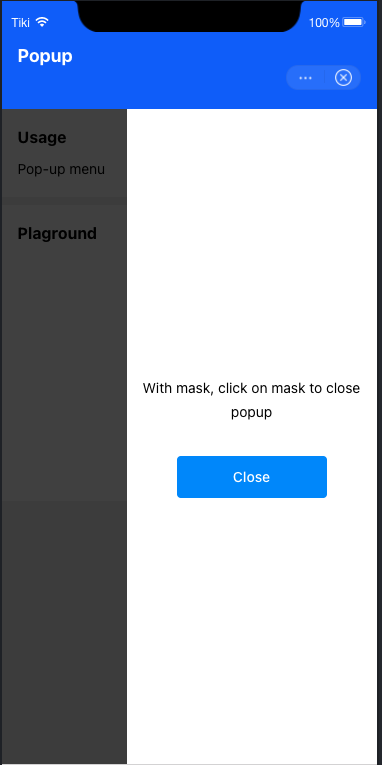 Tiki
100%
Popup
Usage
Pop-up menu
Plaground
With mask, click on mask to close
popup
Close